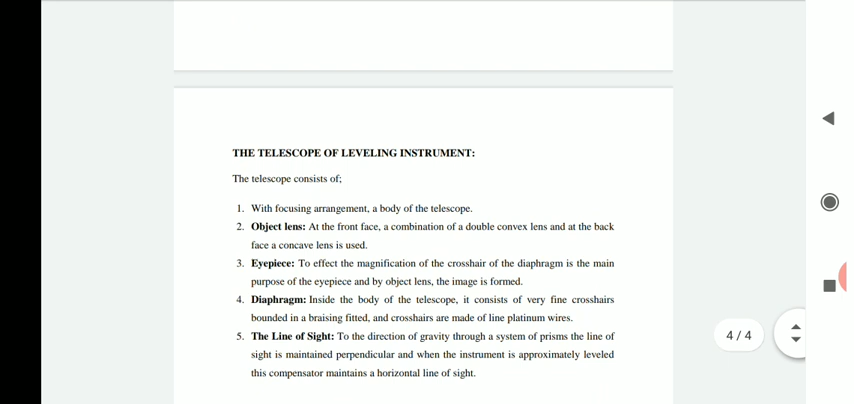 THE TELESCOPE OF LEVELING INSTRUMENT:
The telescope consists of;
1. With focusing arrangement, a body of the telescope.
2. Object lens: At the front face, a combination of a double convex lens and at the back
face a concave lens is used.
3. Eyepiece: To effect the magnification of the crosshair of the diaphragm is the main
purpose of the eyepiece and by object lens, the image is formed.
4. Diaphragm: Inside the body of the telescope, it consists of very fine crosshairs
bounded in a braising fitted, and crosshairs are made of line platinum wires.
5. The Line of Sight: To the direction of gravity through a system of prisms the line of
sight is maintained perpendicular and when the instrument is approximately leveled
this compensator maintains a horizontal line of sight.
4 / 4